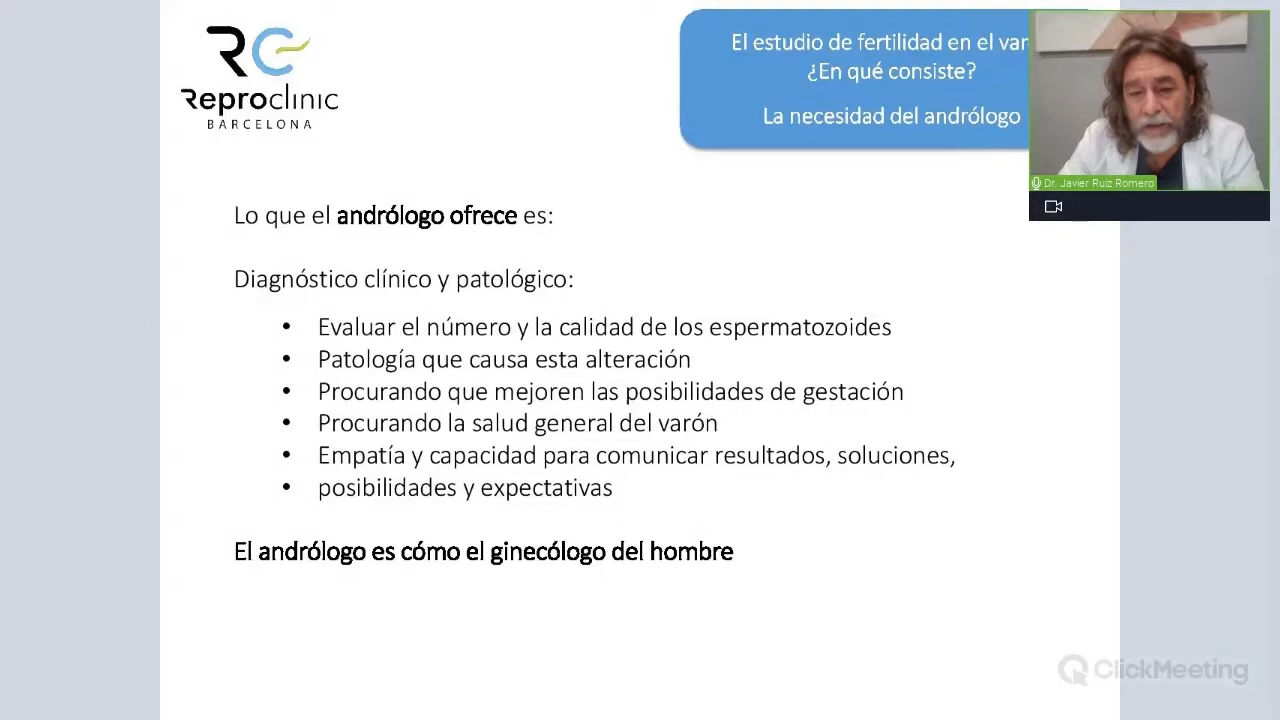 RC
Reproclinic
BARCELONA
El estudio de fertilidad en el var
¿En qué consiste?
La necesidad del andrólogo
Dr. Javier Ruiz Romero
Lo que el andrólogo ofrece es:
Diagnóstico clínico y patológico:
• Evaluar el número y la calidad de los espermatozoides
• Patología que causa esta alteración
• Procurando que mejoren las posibilidades de gestación
• Procurando la salud general del varón
• Empatía y capacidad para comunicar resultados, soluciones,
• posibilidades y expectativas
El andrólogo es cómo el ginecólogo del hombre
ClickMeeting